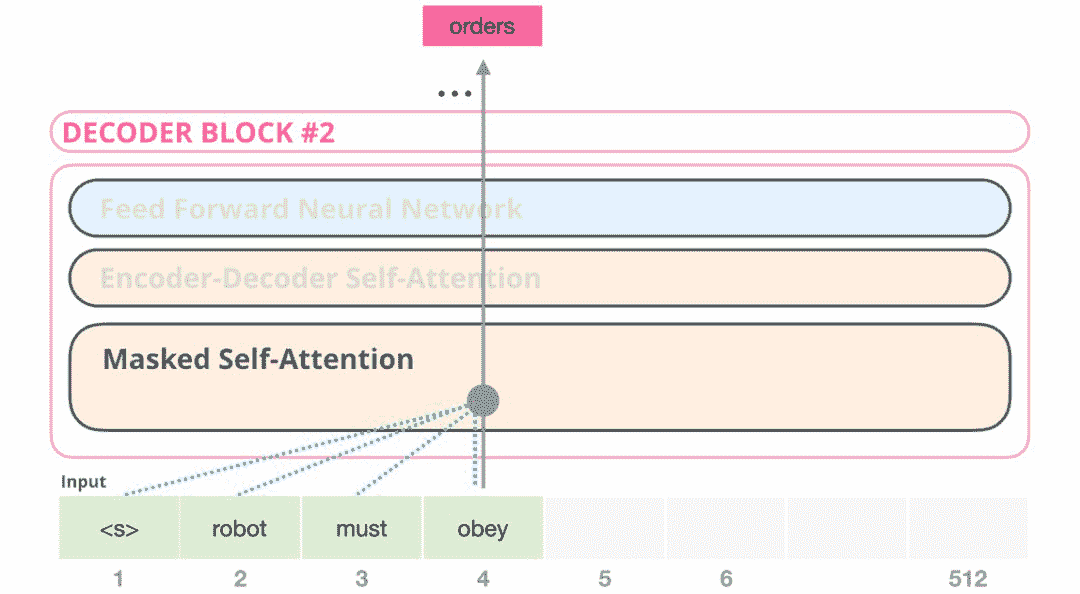 orders
...
DECODER BLOCK #2
Feed Forward Neural Network
Encoder-Decoder Self-Attention
Masked Self-Attention
Input
<s> robot must obey
1 2 3 4 5 6 512